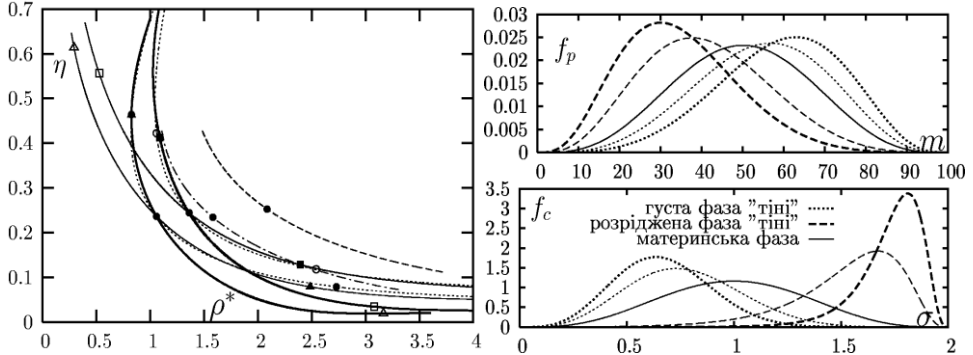 0.7
0.6
0.5
0.4
0.3
0.2
0.1
0
η
ρ*
0 0.5 1 1.5 2 2.5 3 3.5 4
0.03
0.025
0.02
0.015
0.01
0.005
0
f_p
m
0 10 20 30 40 50 60 70 80 90 100
3.5
3
2.5
2
1.5
1
0.5
0
f_c
густа фаза "тіні"
розріджена фаза "тіні"
материнська фаза
σ
0 0.5 1 1.5 2